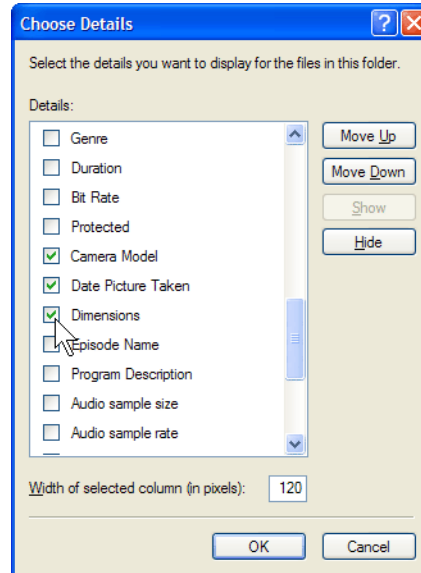 Choose Details
Select the details you want to display for the files in this folder.
Details:
Genre
Duration
Bit Rate
Protected
Camera Model
Date Picture Taken
Dimensions
Episode Name
Program Description
Audio sample size
Audio sample rate
Move Up
Move Down
Show
Hide
Width of selected column (in pixels): 120
OK Cancel